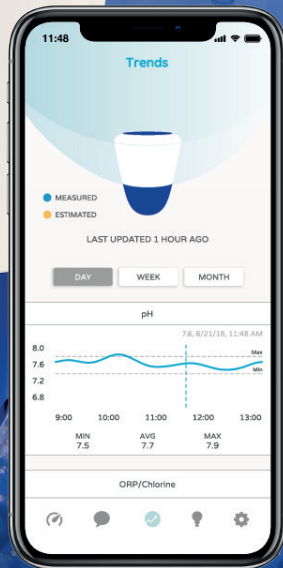 11:48
Trends
MEASURED
ESTIMATED
LAST UPDATED 1 HOUR AGO
DAY WEEK MONTH
pH
7.6, 6/21/18, 11:48 AM
8.0 Max
7.6 Min
7.2
6.8
9:00 10:00 11:00 12:00 13:00
MIN AVG MAX
7.5 7.7 7.9
ORP/Chlorine